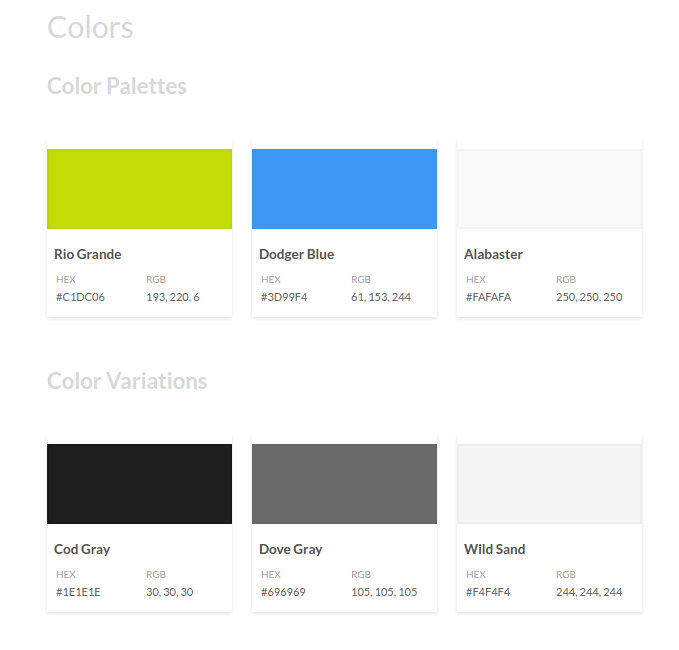 Colors
Color Palettes
Rio Grande
HEX RGB
#C1DC06 193, 220, 6
Dodger Blue
HEX RGB
#3D99F4 61, 153, 244
Alabaster
HEX RGB
#FAFAFA 250, 250, 250
Color Variations
Cod Gray
HEX RGB
#1E1E1E 30, 30, 30
Dove Gray
HEX RGB
#696969 105, 105, 105
Wild Sand
HEX RGB
#F4F4F4 244, 244, 244